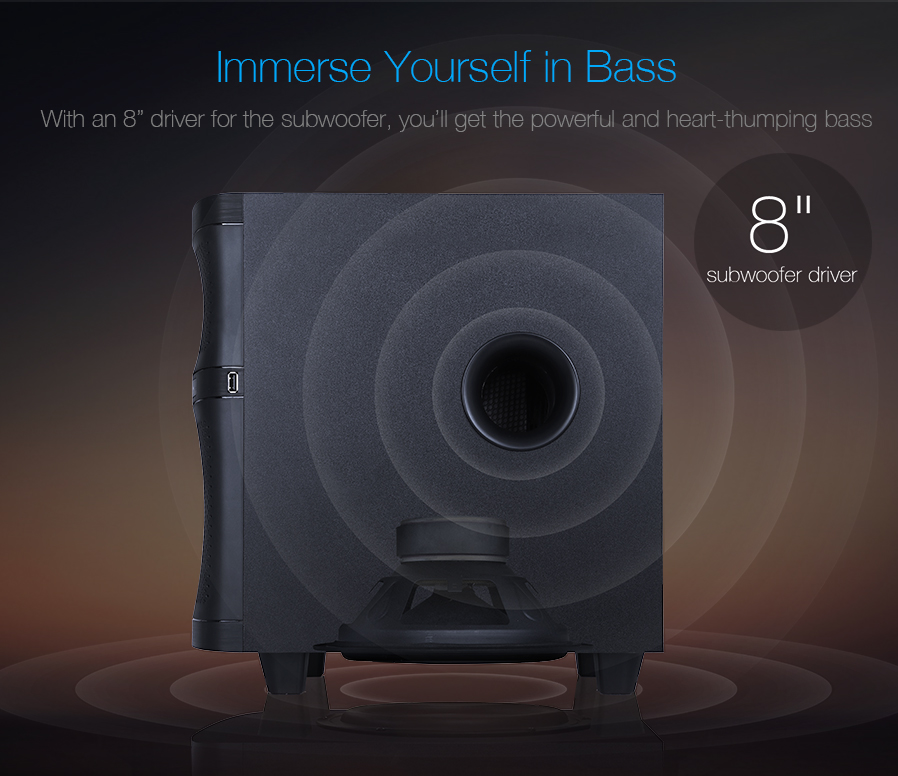 Immerse Yourself in Bass
With an 8” driver for the subwoofer, you’ll get the powerful and heart-thumping bass
8"
subwoofer driver